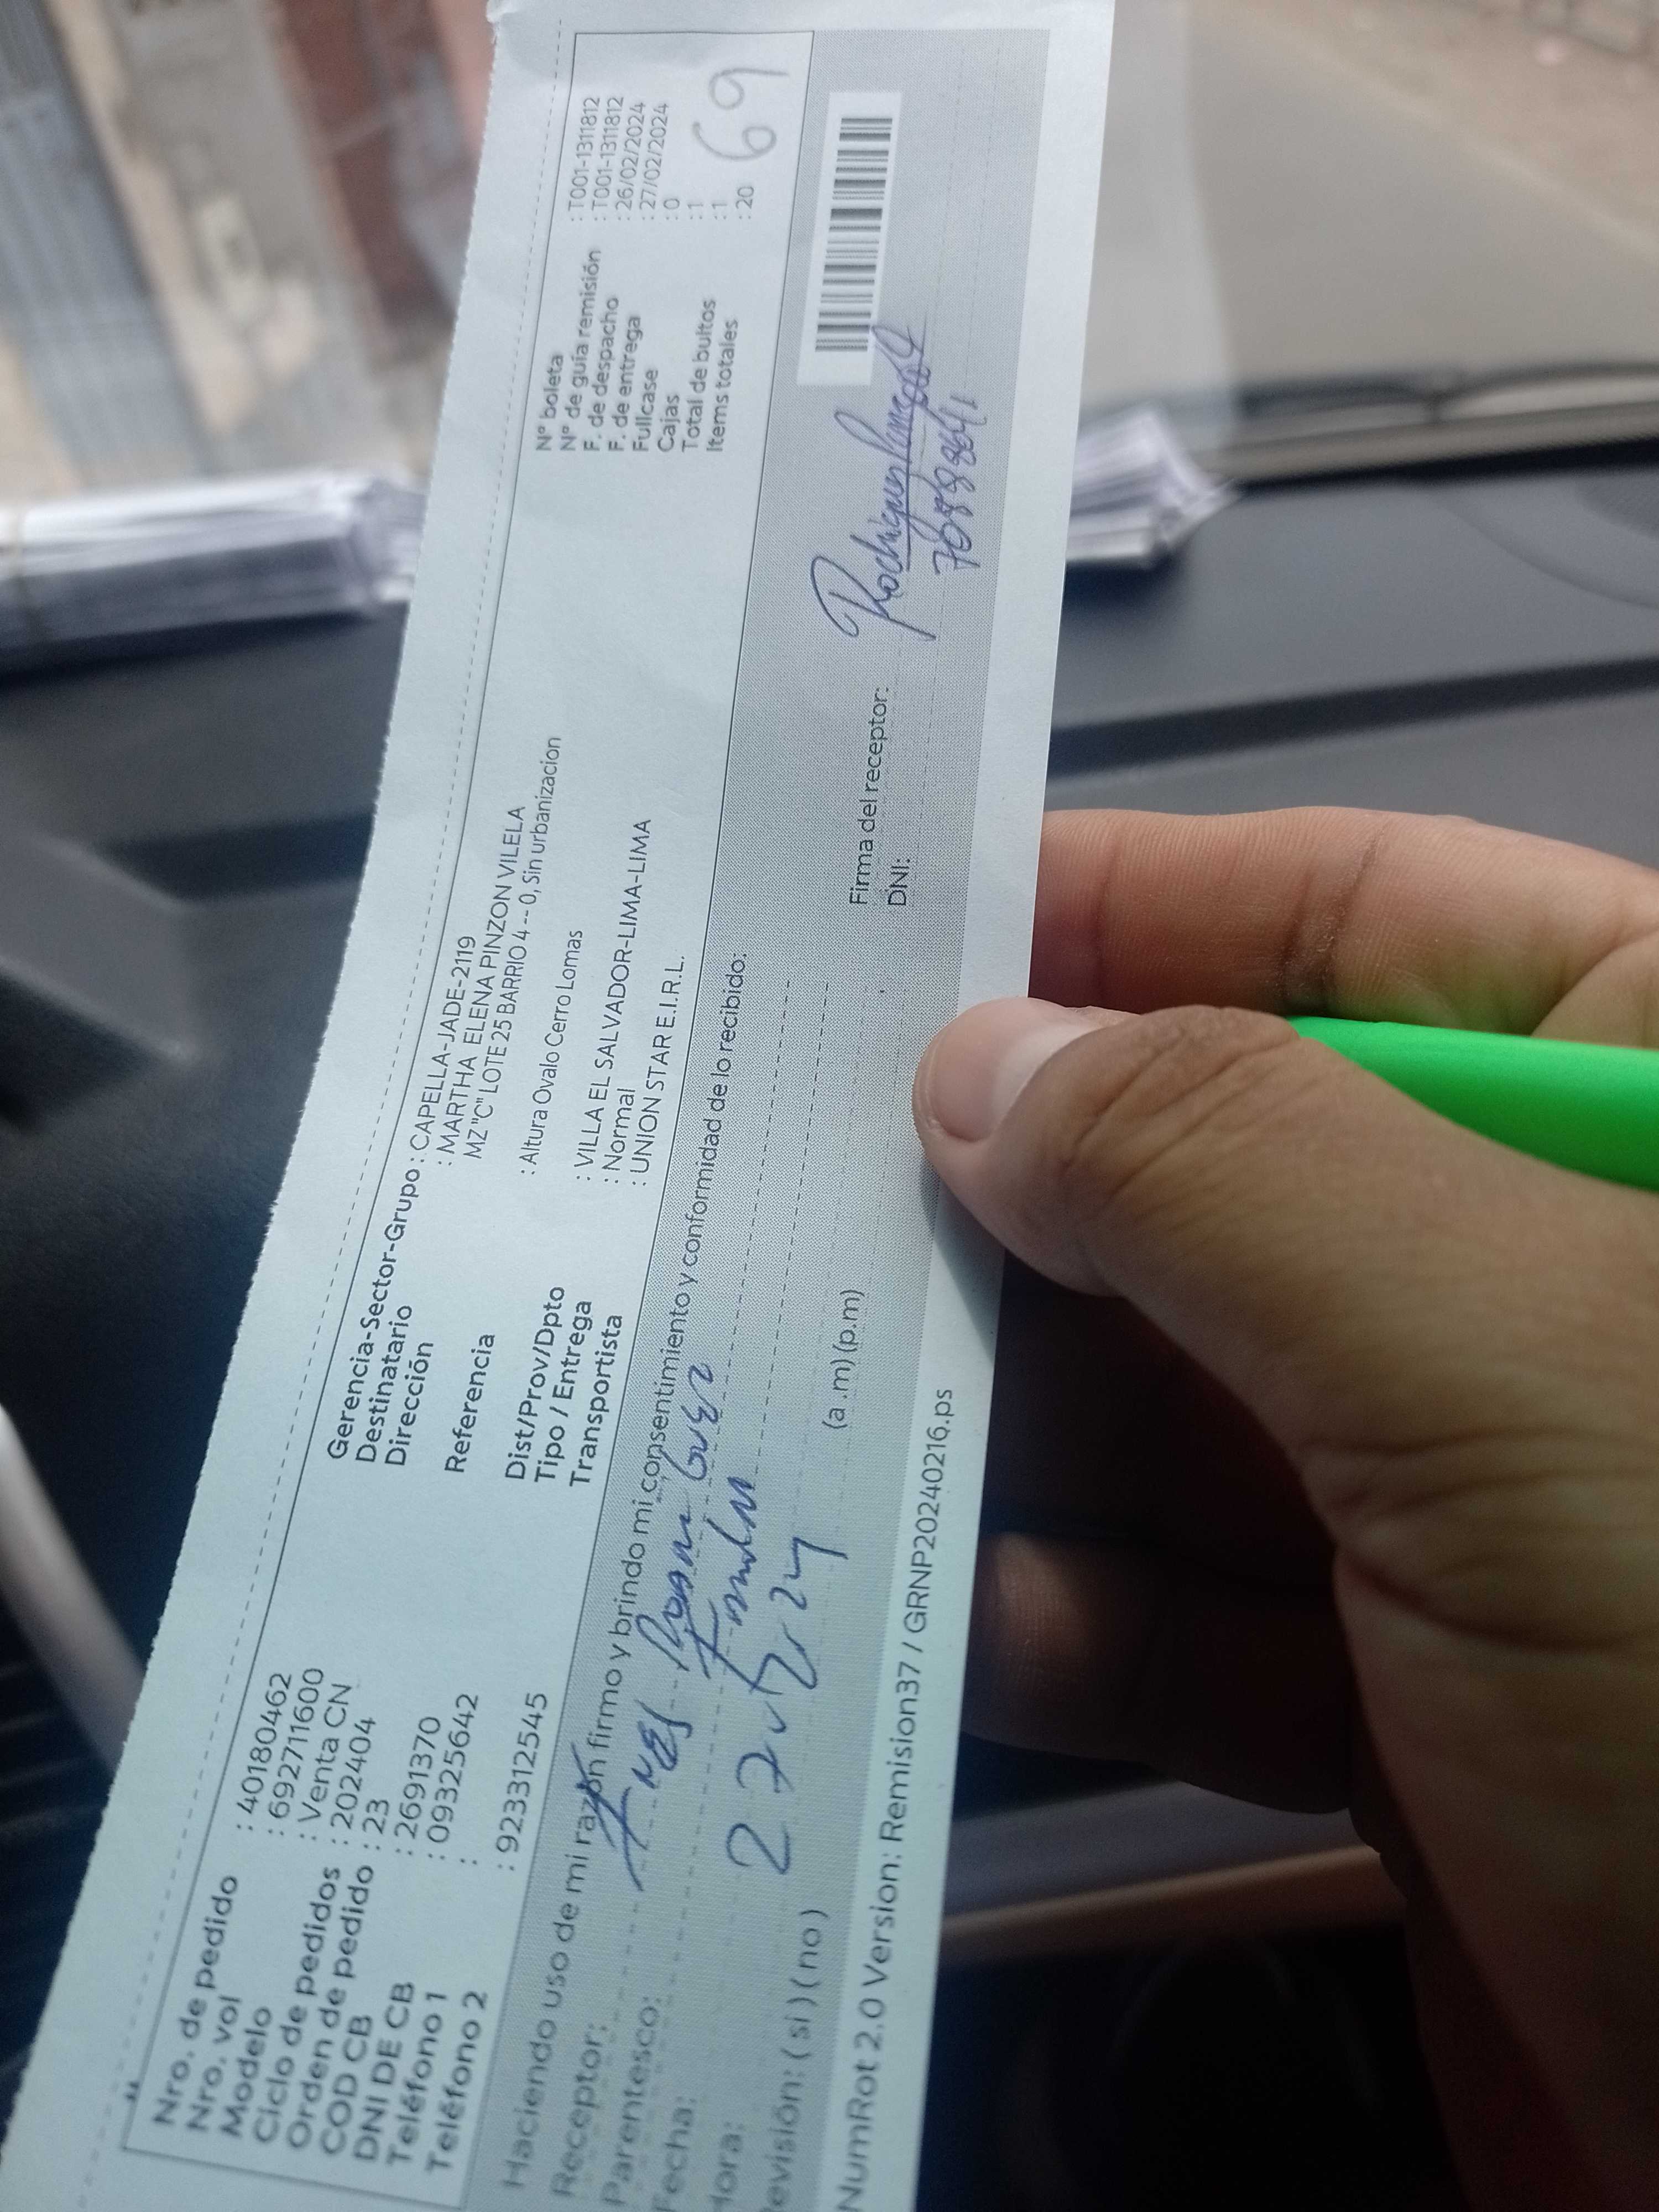 Nro. de pedido : 40180462
Nro. vol : 692711600
Modelo : Venta CN
Ciclo de pedidos : 202404
Orden de pedido : 23
COD CB : 2691370
DNI DE CB : 09325642
Teléfono 1 :
Teléfono 2 : 923312545
Gerencia-Sector-Grupo : CAPELLA-JADE-2119
Destinatario : MARTHA ELENA PINZON VILELA
Dirección MZ "C" LOTE 25 BARRIO 4 -- 0, Sin urbanizacion
Referencia : Altura Ovalo Cerro Lomas
Dist/Prov/Dpto : VILLA EL SALVADOR-LIMA-LIMA
Tipo / Entrega : Normal
Transportista : UNION STAR E.I.R.L.
N° boleta : T001-1311812
N° de guía remisión : T001-1311812
F. de despacho : 26/02/2024
F. de entrega : 27/02/2024
Fullcase : 0
Cajas : 1
Total de bultos : 1
Items totales : 20
69
Haciendo uso de mi razón firmo y brindo mi consentimiento y conformidad de lo recibido:
Receptor:
Parentesco:
Fecha:
Hora: (a.m) (p.m)
Revisión: ( si ) ( no )
Firma del receptor:
DNI:
NumRot 2.0 Version: Remision37 / GRNP20240216.ps